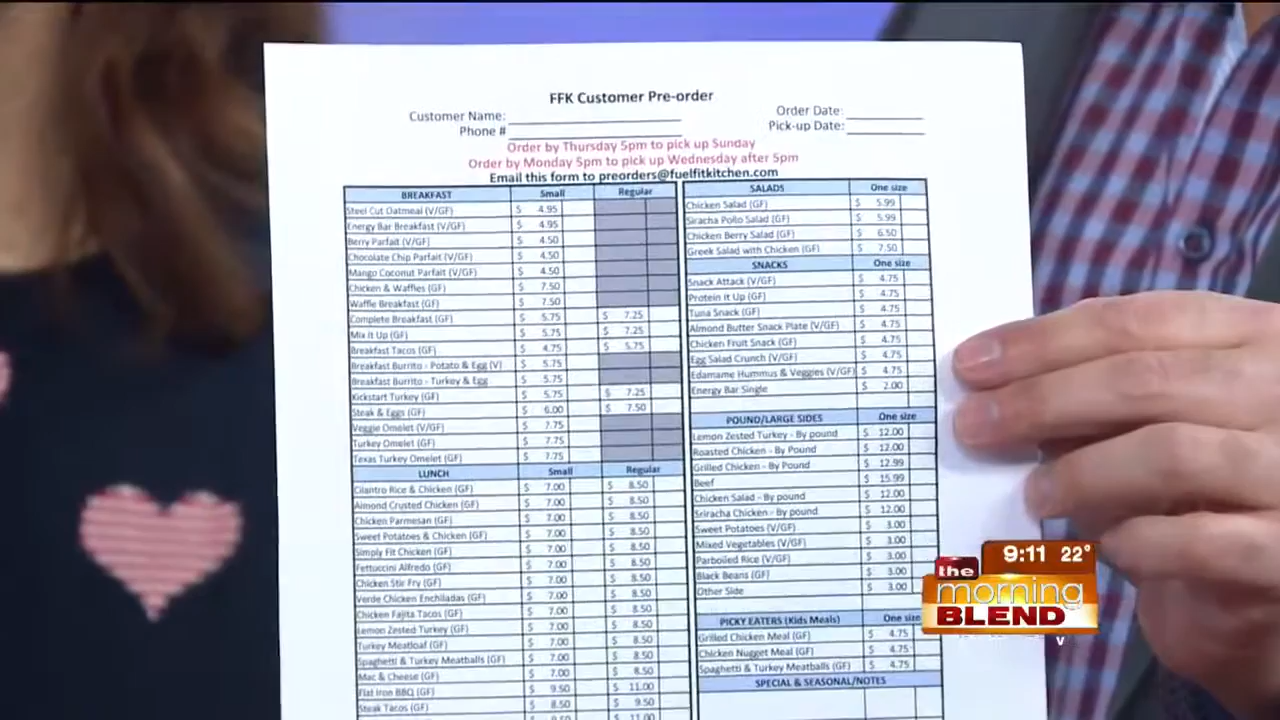 FFK Customer Pre-order
Customer Name: Order Date:
Phone # Pick-up Date:
Order by Thursday 5pm to pick up Sunday
Order by Monday 5pm to pick up Wednesday after 5pm
Email this form to preorders@fuelfitkitchen.com
BREAKFAST Small Regular
Steel Cut Oatmeal (V/GF) $ 4.95
Energy Bar Breakfast (V/GF) $ 4.95
Berry Parfait (V/GF) $ 4.50
Chocolate Chip Parfait (V/GF) $ 4.50
Mango Coconut Parfait (V/GF) $ 4.50
Chicken & Waffles (GF) $ 7.50
Waffle Breakfast (GF) $ 7.50
Complete Breakfast (GF) $ 5.75 $ 7.25
Mix it Up (GF) $ 5.75 $ 7.25
Breakfast Tacos (GF) $ 4.75 $ 5.75
Breakfast Burrito - Potato & Egg (V) $ 5.75
Breakfast Burrito - Turkey & Egg $ 5.75
Kickstart Turkey (GF) $ 5.75 $ 7.25
Steak & Eggs (GF) $ 6.00 $ 7.50
Veggie Omelet (V/GF) $ 7.75
Turkey Omelet (GF) $ 7.75
Texas Turkey Omelet (GF) $ 7.75
LUNCH Small Regular
Cilantro Rice & Chicken (GF) $ 7.00 $ 8.50
Almond Crusted Chicken (GF) $ 7.00 $ 8.50
Chicken Parmesan (GF) $ 7.00 $ 8.50
Sweet Potatoes & Chicken (GF) $ 7.00 $ 8.50
Simply Fit Chicken (GF) $ 7.00 $ 8.50
Fettuccini Alfredo (GF) $ 7.00 $ 8.50
Chicken Stir Fry (GF) $ 7.00 $ 8.50
Verde Chicken Enchiladas (GF) $ 7.00 $ 8.50
Chicken Fajita Tacos (GF) $ 7.00 $ 8.50
Lemon Zested Turkey (GF) $ 7.00 $ 8.50
Turkey Meatloaf (GF) $ 7.00 $ 8.50
Spaghetti & Turkey Meatballs (GF) $ 7.00 $ 8.50
Mac & Cheese (GF) $ 7.00 $ 8.50
Flat Iron BBQ (GF) $ 9.50 $ 11.00
Steak Tacos (GF) $ 8.50 $ 9.50
$ 11.00
SALADS One size
Chicken Salad (GF) $ 5.99
Siracha Pollo Salad (GF) $ 5.99
Chicken Berry Salad (GF) $ 6.50
Greek Salad with Chicken (GF) $ 7.50
SNACKS One size
Snack Attack (V/GF) $ 4.75
Protein It Up (GF) $ 4.75
Tuna Snack (GF) $ 4.75
Almond Butter Snack Plate (V/GF) $ 4.75
Chicken Fruit Snack (GF) $ 4.75
Egg Salad Crunch (V/GF) $ 4.75
Edamame Hummus & Veggies (V/GF) $ 4.75
Energy Bar Single $ 2.00
POUND/LARGE SIDES One size
Lemon Zested Turkey - By pound $ 12.00
Roasted Chicken - By Pound $ 12.00
Grilled Chicken - By Pound $ 12.99
Beef $ 15.99
Chicken Salad - By pound $ 12.00
Sriracha Chicken - By pound $ 12.00
Sweet Potatoes (V/GF) $ 3.00
Mixed Vegetables (V/GF) $ 3.00
Parboiled Rice (V/GF) $ 3.00
Black Beans (GF) $ 3.00
Other Side $ 3.00
PICKY EATERS (Kids Meals) One size
Grilled Chicken Meal (GF) $ 4.75
Chicken Nugget Meal (GF) $ 4.75
Spaghetti & Turkey Meatballs (GF) $ 4.75
SPECIAL & SEASONAL/NOTES
9:11 22°
the
morning
BLEND
V